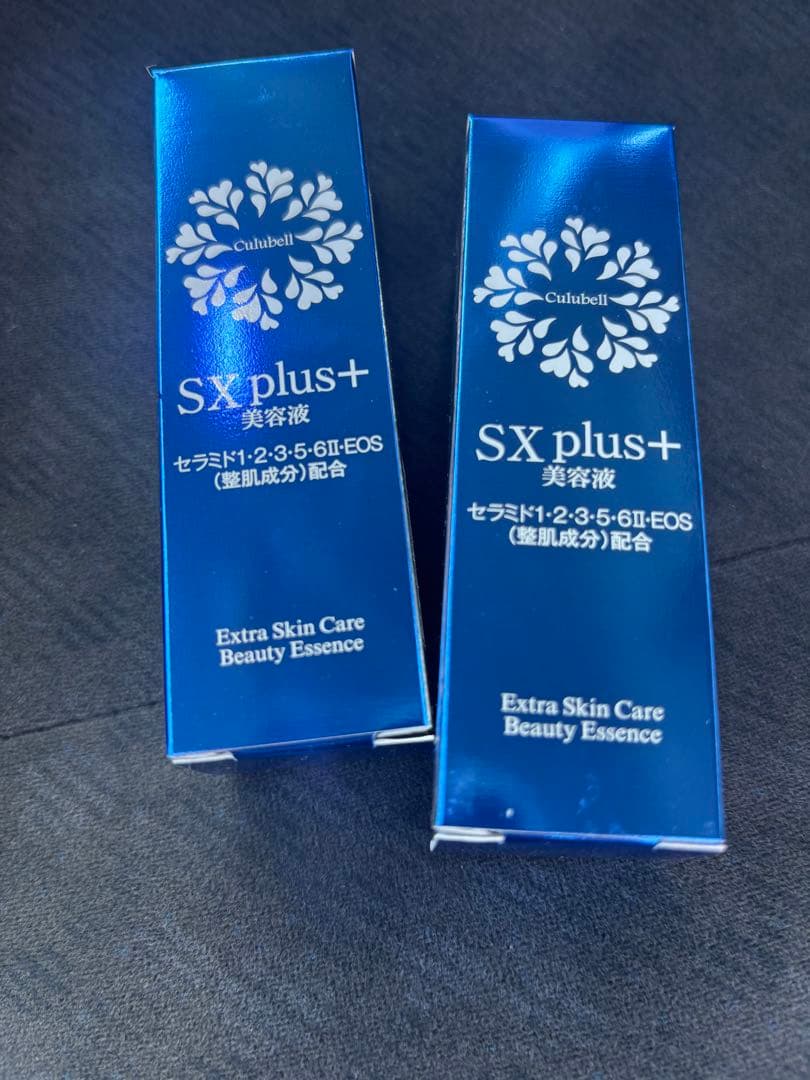 Culubell
SX plus+
美容液
セラミド1・2・3・5・6Ⅱ・EOS
(整肌成分)配合
Extra Skin Care
Beauty Essence
Culubell
SX plus+
美容液
セラミド1・2・3・5・6Ⅱ・EOS
(整肌成分)配合
Extra Skin Care
Beauty Essence